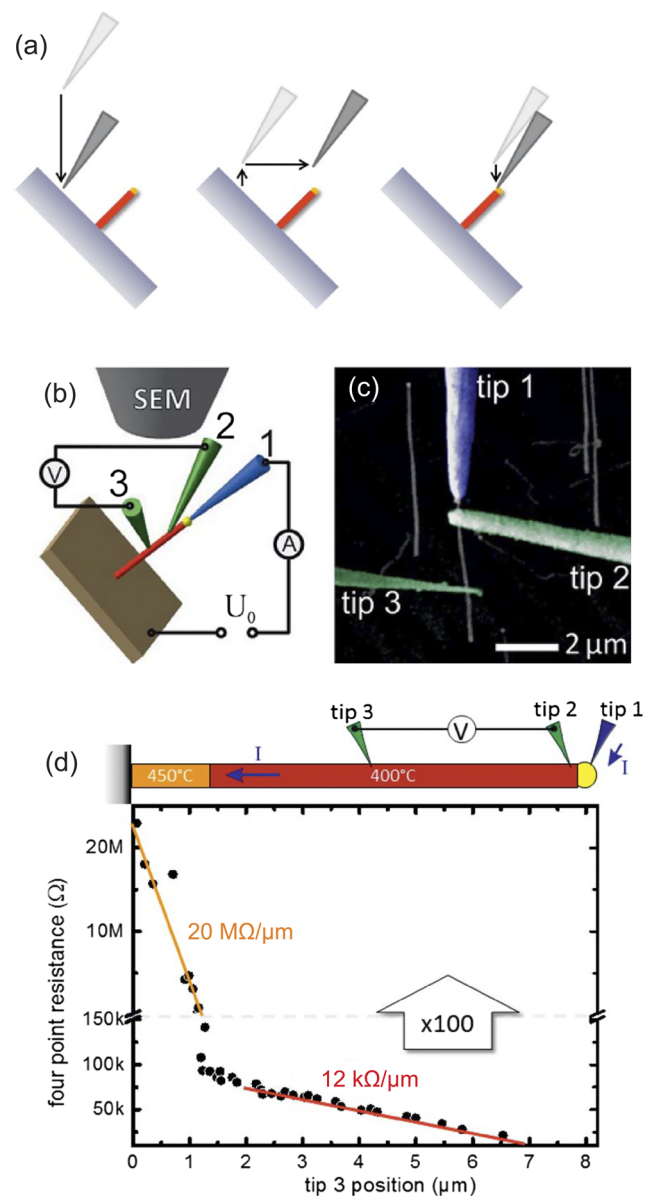 (a)
(b)
SEM
2
1
V
3
A
U₀
(c)
tip 1
tip 2
tip 3
2 µm
(d)
tip 3
tip 2
tip 1
V
I
450°C
I
400°C
four point resistance (Ω)
20M
10M
150k
100k
50k
20 MΩ/µm
x100
12 kΩ/µm
0 1 2 3 4 5 6 7 8
tip 3 position (µm)